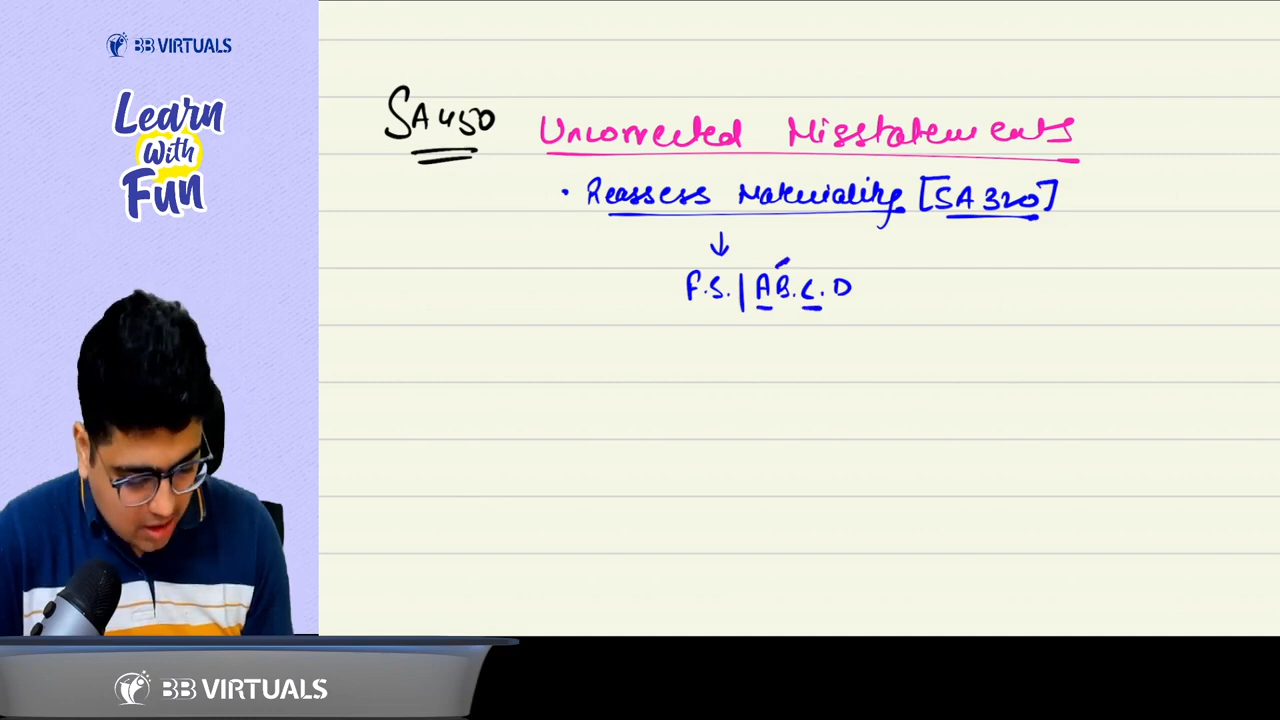 BB VIRTUALS
Learn
With
Fun
SA 450 Uncorrected Misstatements
• Reassess Materiality [SA 320]
↓
F.S. | A B. C. D
BB VIRTUALS